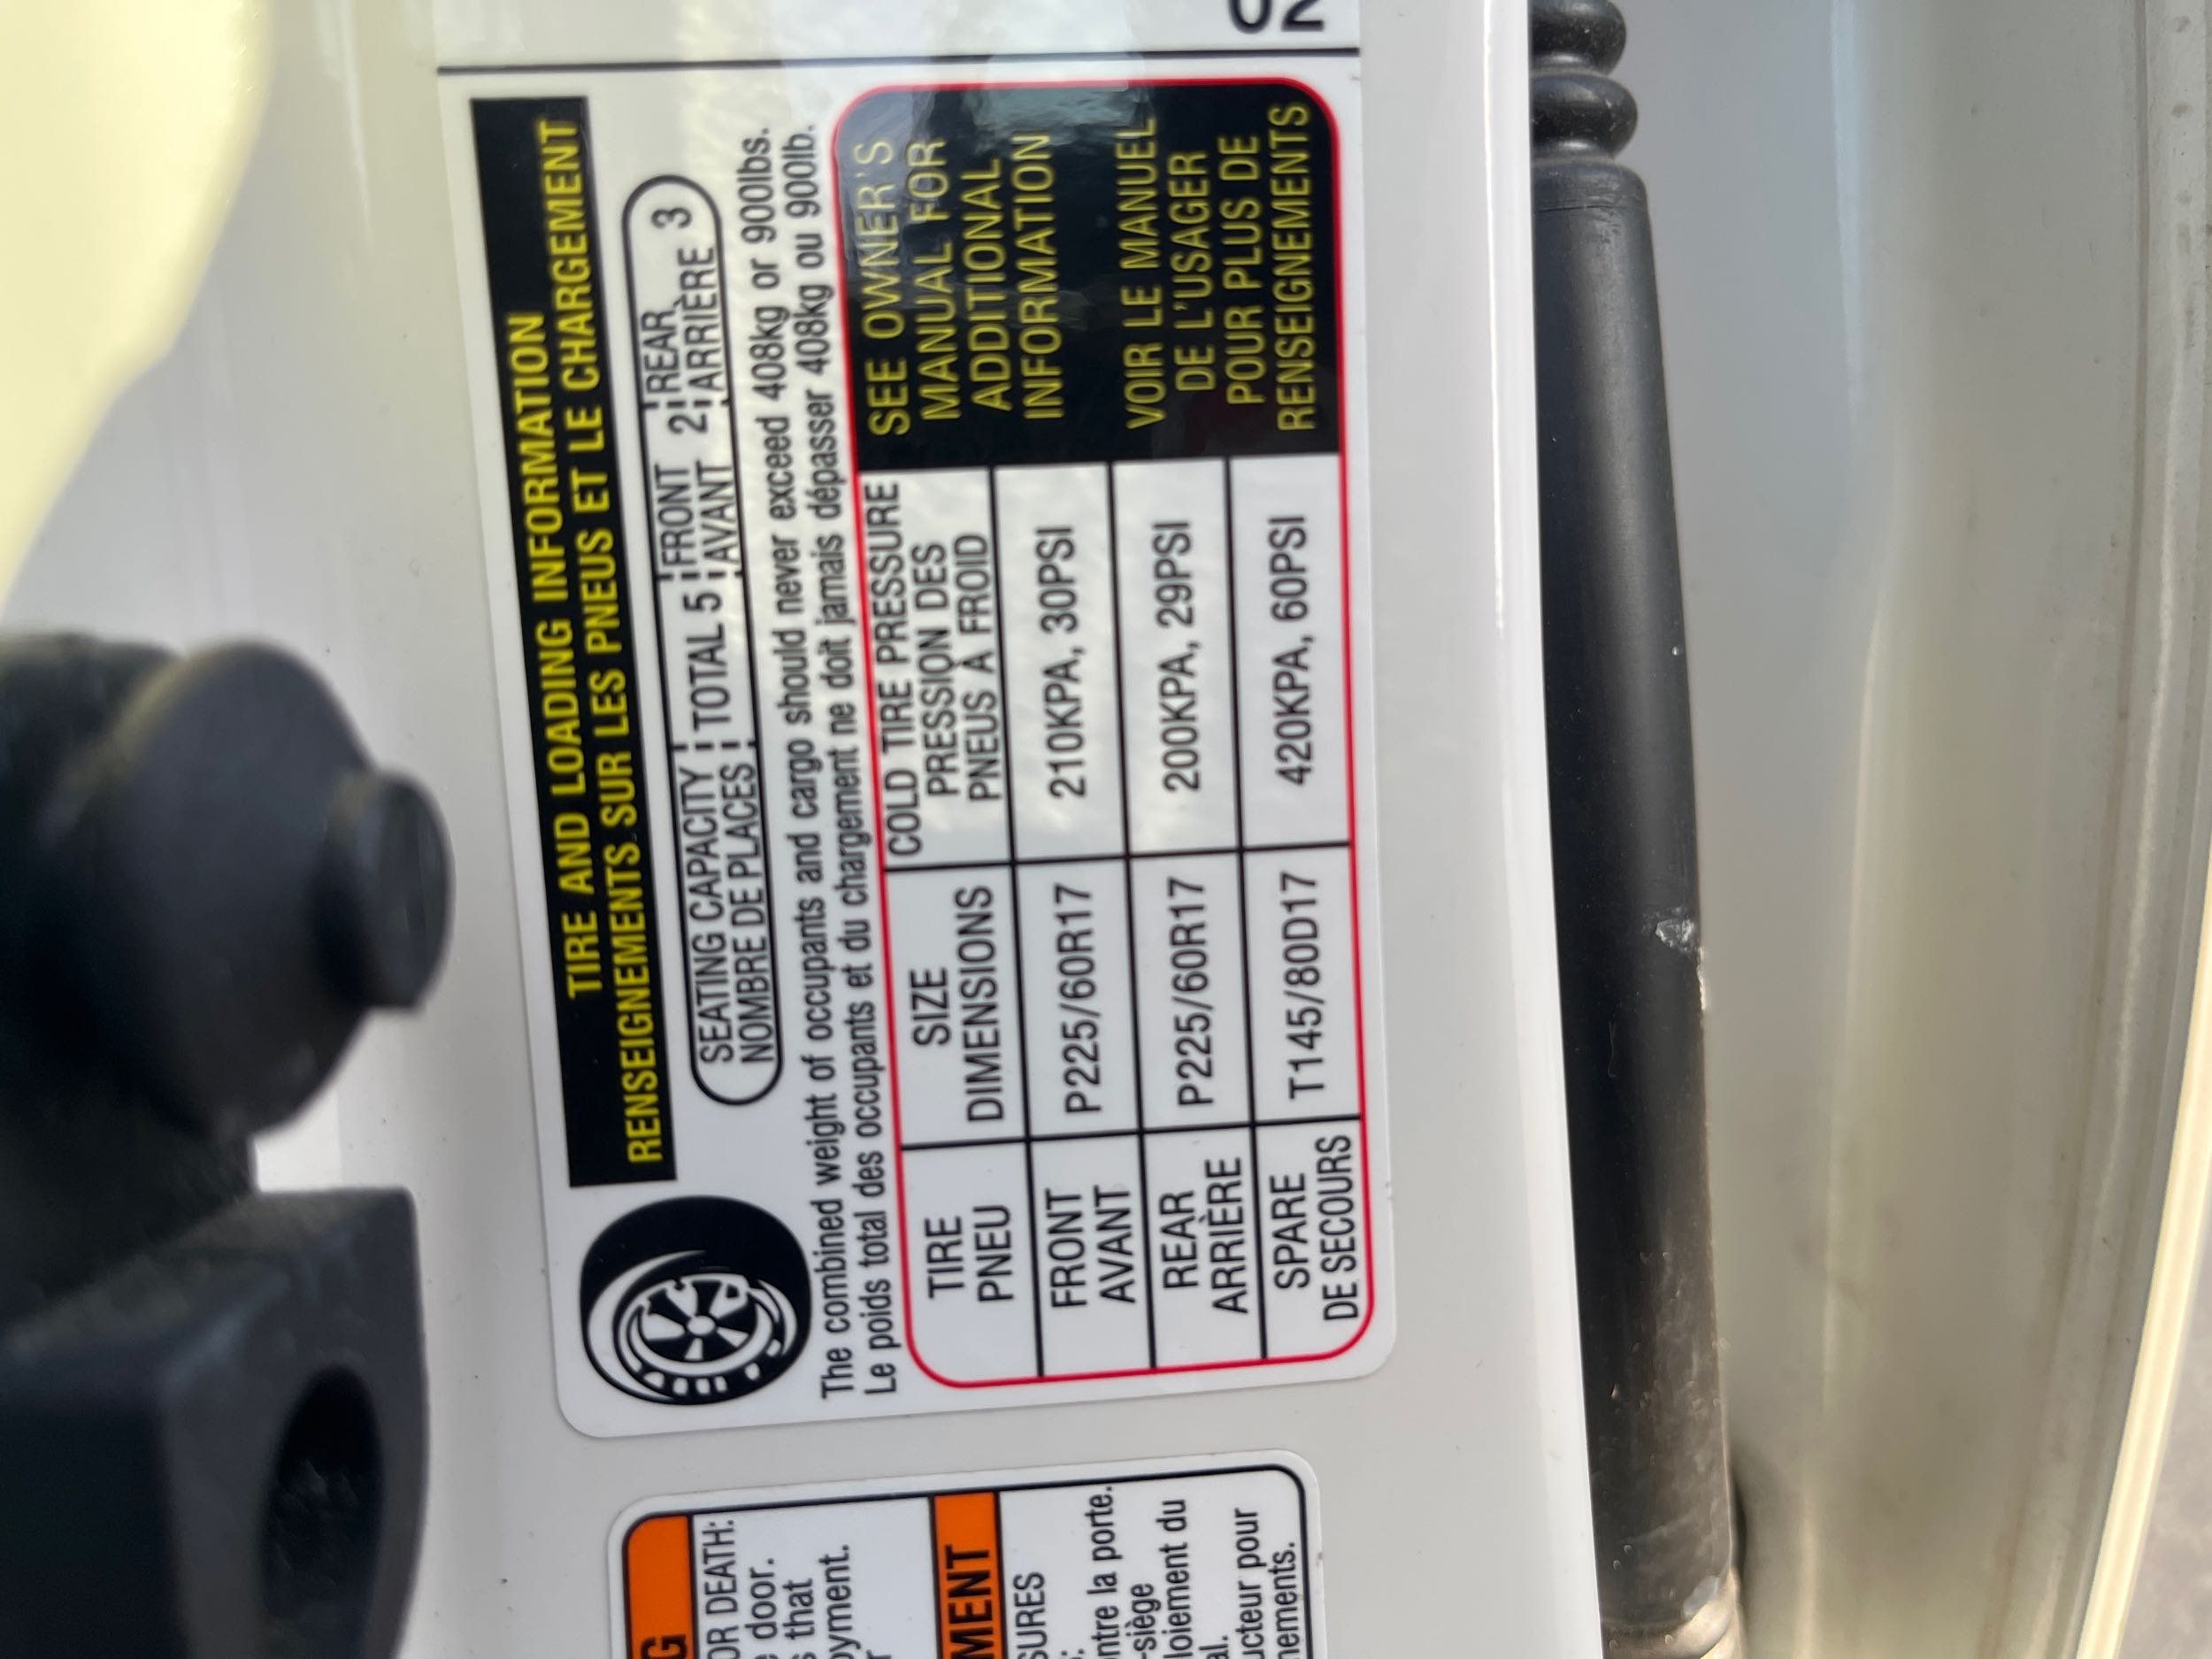 TIRE AND LOADING INFORMATION
RENSEIGNEMENTS SUR LES PNEUS ET LE CHARGEMENT
SEATING CAPACITY TOTAL 5 FRONT 2 REAR 3
NOMBRE DE PLACES AVANT ARRIÈRE
The combined weight of occupants and cargo should never exceed 408kg or 900lbs.
Le poids total des occupants et du chargement ne doit jamais dépasser 408kg ou 900lb.
TIRE
PNEU
SIZE
DIMENSIONS
COLD TIRE PRESSURE
PRESSION DES
PNEUS À FROID
FRONT
AVANT
P225/60R17
210KPA, 30PSI
REAR
ARRIÈRE
P225/60R17
200KPA, 29PSI
SPARE
DE SECOURS
T145/80D17
420KPA, 60PSI
SEE OWNER'S
MANUAL FOR
ADDITIONAL
INFORMATION
VOIR LE MANUEL
DE L'USAGER
POUR PLUS DE
RENSEIGNEMENTS
G
OR DEATH:
door.
that
oyment.
MENT
SURES
ntre la porte.
-siège
loiement du
al.
ucteur pour
nements.